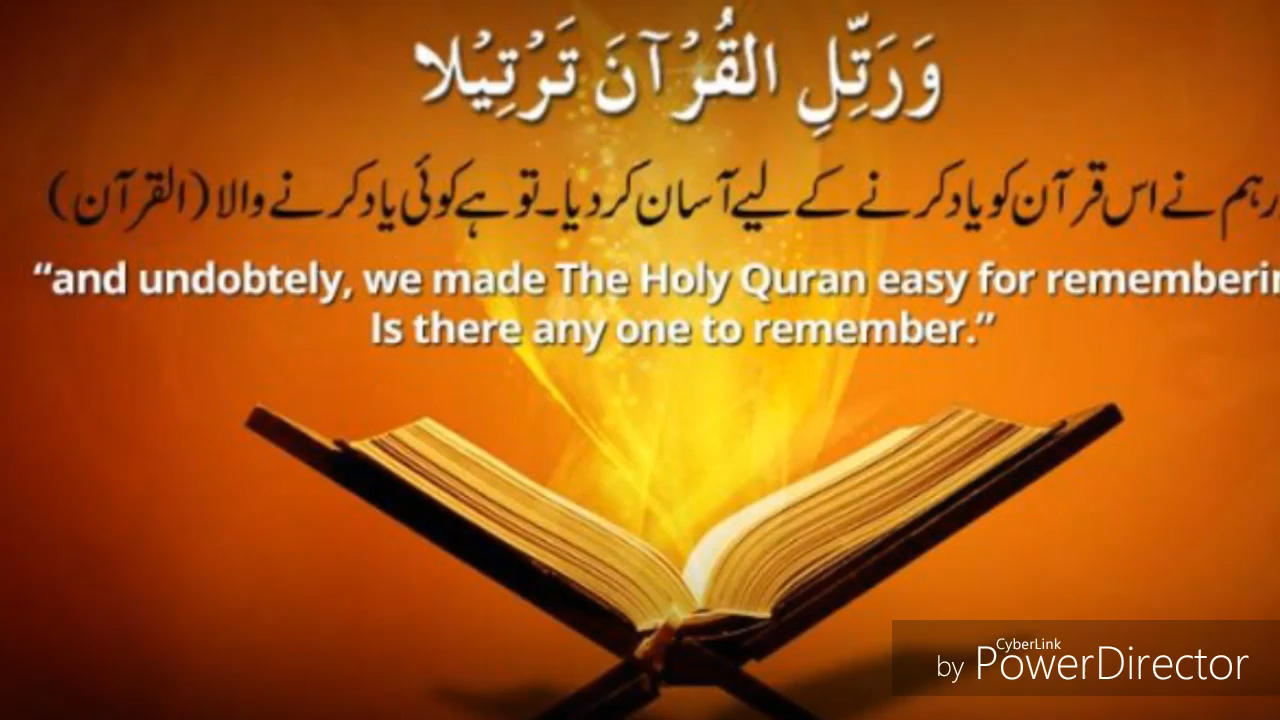 وَرَتِّلِ الْقُرْآنَ تَرْتِيْلا
ہم نے اس قرآن کو یاد کرنے کے لیے آسان کر دیا۔ تو ہے کوئی یاد کرنے والا (القرآن)
“and undobtely, we made The Holy Quran easy for rememberin
Is there any one to remember.”
by CyberLink PowerDirector